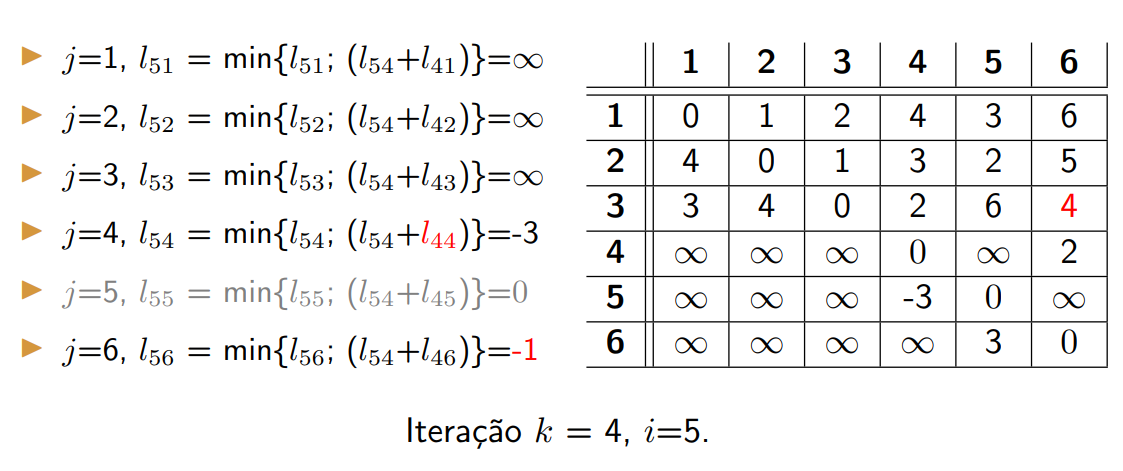 ▶ j=1, l51 = min{l51; (l54+l41)}=∞
▶ j=2, l52 = min{l52; (l54+l42)}=∞
▶ j=3, l53 = min{l53; (l54+l43)}=∞
▶ j=4, l54 = min{l54; (l54+l44)}=-3
▶ j=5, l55 = min{l55; (l54+l45)}=0
▶ j=6, l56 = min{l56; (l54+l46)}=-1
1 2 3 4 5 6
1 0 1 2 4 3 6
2 4 0 1 3 2 5
3 3 4 0 2 6 4
4 ∞ ∞ ∞ 0 ∞ 2
5 ∞ ∞ ∞ -3 0 ∞
6 ∞ ∞ ∞ ∞ 3 0
Iteração k = 4, i=5.